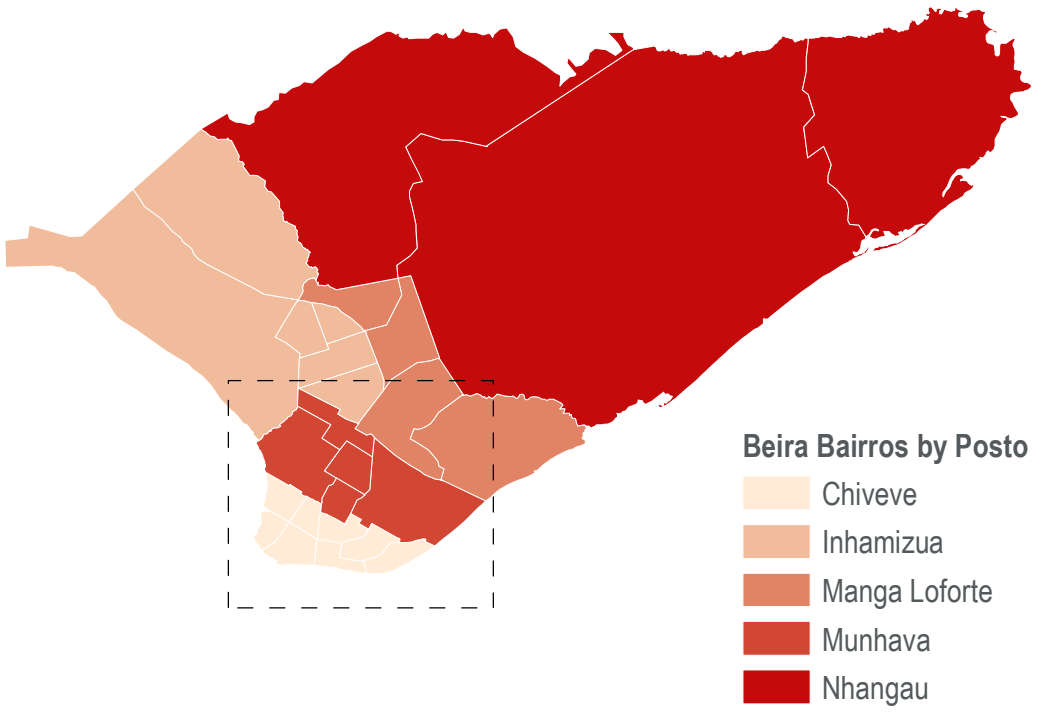 Beira Bairros by Posto
Chiveve
Inhamizua
Manga Loforte
Munhava
Nhangau